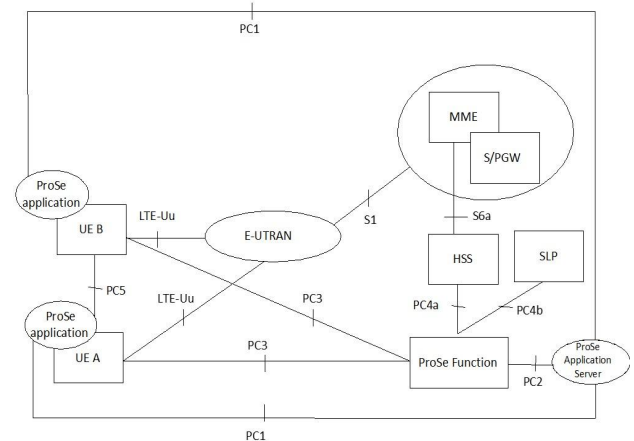 PC1
MME
S/PGW
ProSe
application
LTE-Uu
S1
S6a
UE B
E-UTRAN
HSS
SLP
PC5
LTE-Uu
PC3
PC4a
PC4b
ProSe
application
PC3
UE A
ProSe Function
ProSe
Application
Server
PC2
PC1